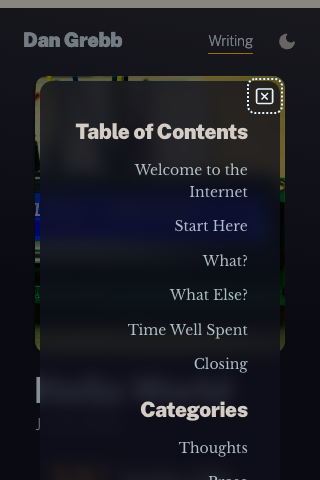 Dan Grebb
Writing
Table of Contents
Welcome to the
Internet
Start Here
What?
What Else?
Time Well Spent
Closing
Categories
Thoughts